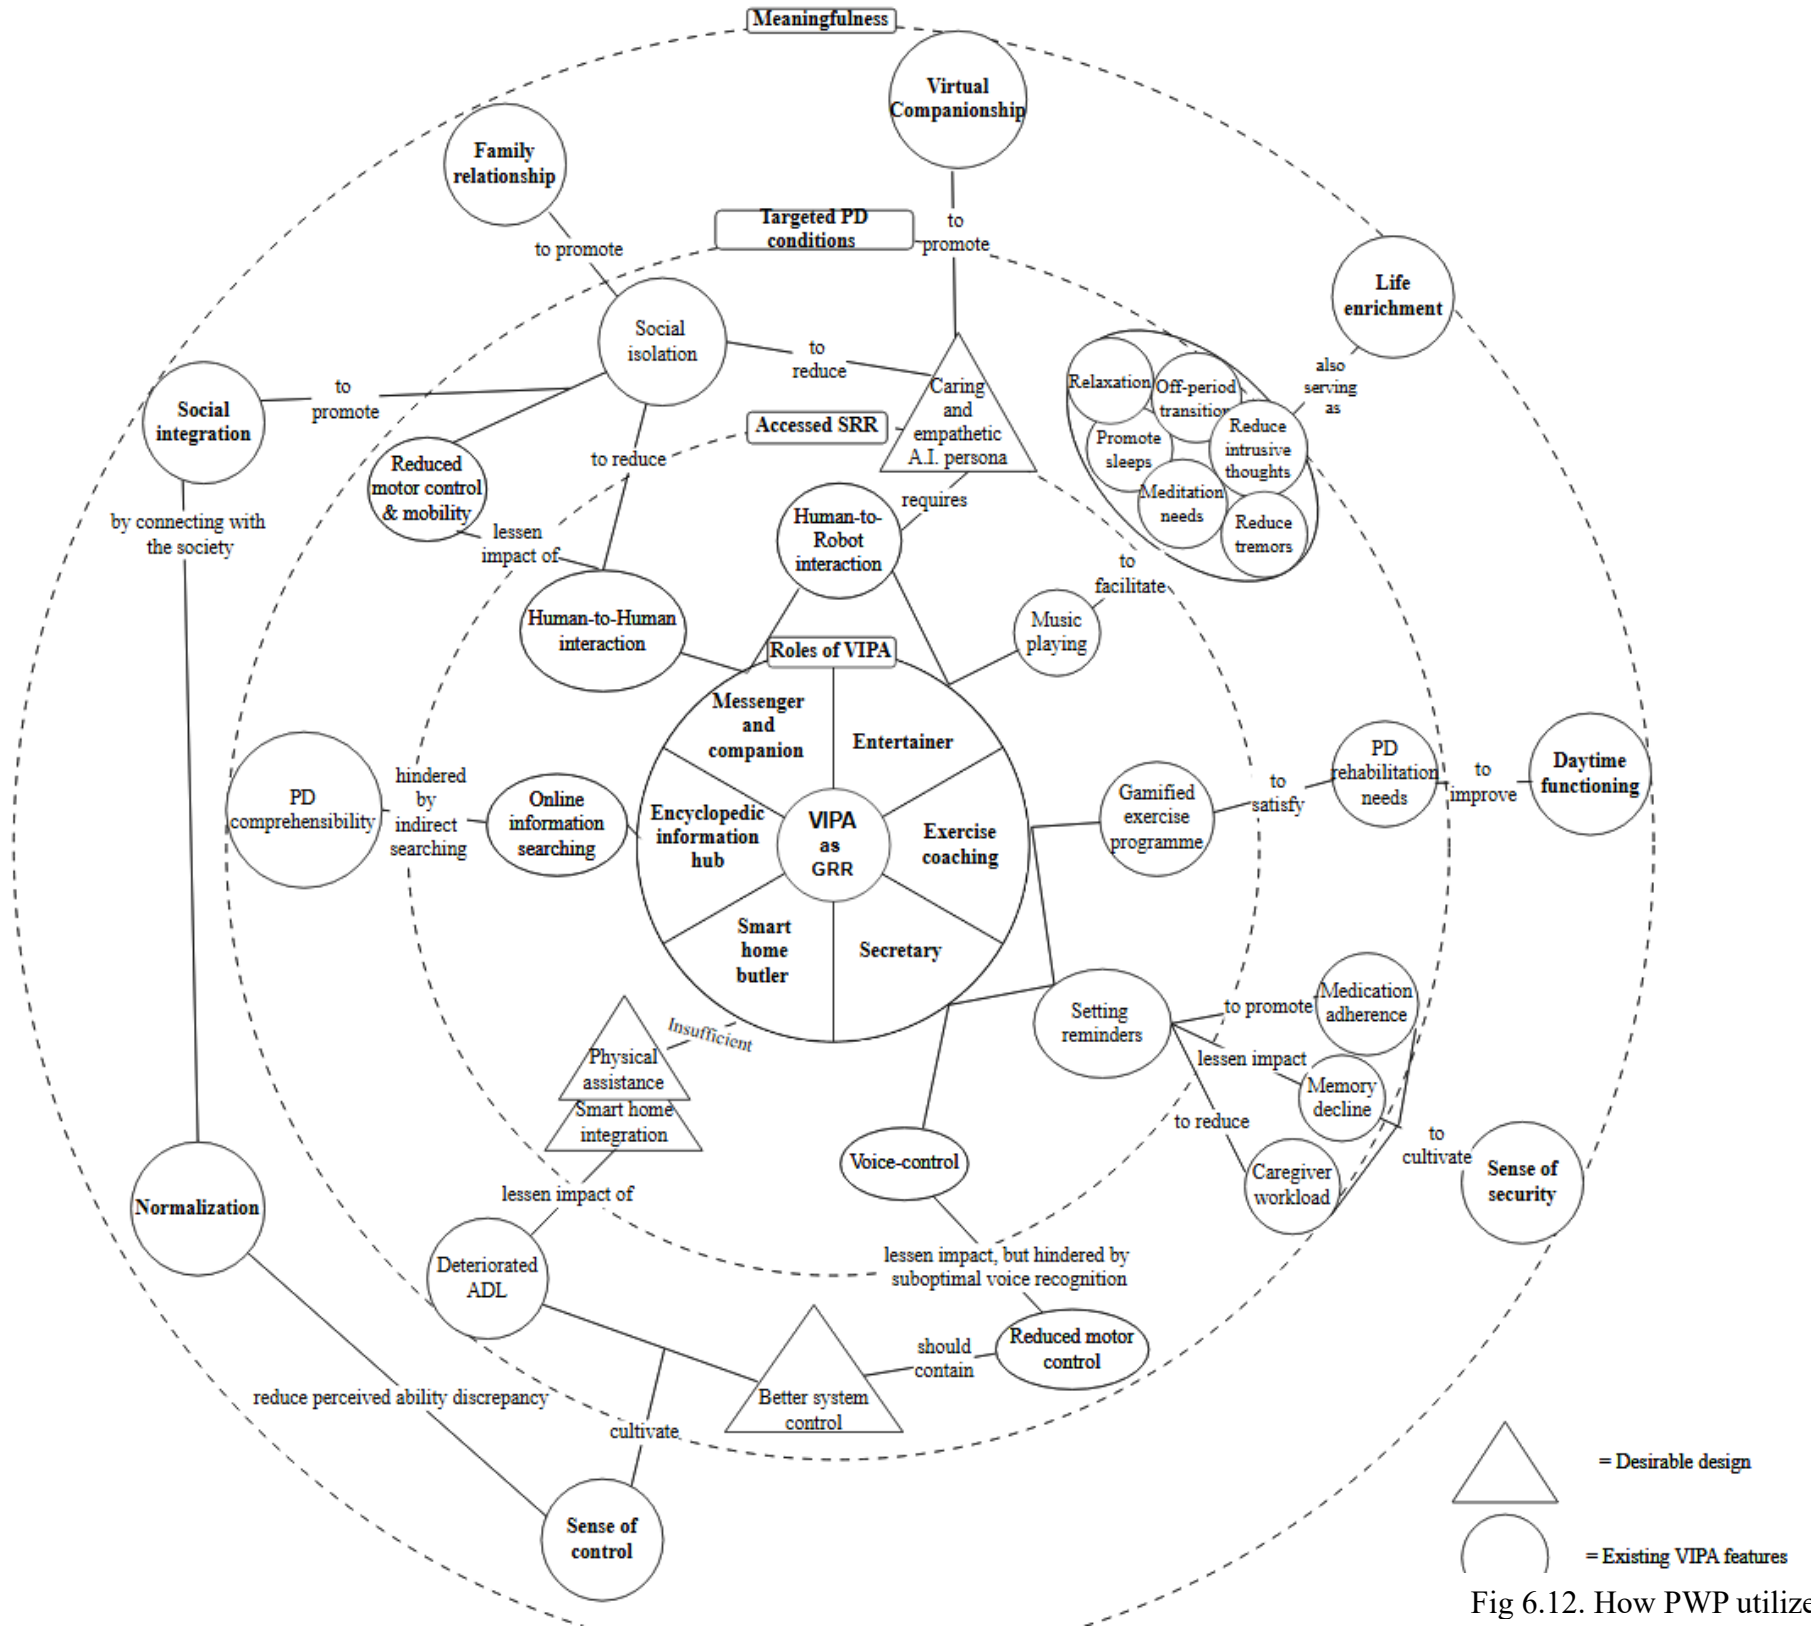 Meaningfulness
Virtual
Companionship
Family
relationship
Targeted PD
conditions
to
promote
to promote
Life
enrichment
Social
isolation
to
reduce
also
serving
as
Relaxation
Off-period
transition
Promote
sleeps
Reduce
intrusive
thoughts
Meditation
needs
Reduce
tremors
Caring
and
empathetic
A.I. persona
Accessed SRR
Social
integration
to
promote
Reduced
motor control
& mobility
to reduce
requires
lessen
impact of
by connecting with
the society
Human-to-
Robot
interaction
to
facilitate
Human-to-Human
interaction
Music
playing
Roles of VIPA
Messenger
and
companion
Entertainer
Encyclopedic
information
hub
VIPA
as
GRR
Exercise
coaching
Smart
home
butler
Secretary
PD
comprehensibility
hindered
by
indirect
searching
Online
information
searching
Gamified
exercise
programme
to
satisfy
PD
rehabilitation
needs
to
improve
Daytime
functioning
Setting
reminders
to promote
Medication
adherence
lessen impact
Memory
decline
to reduce
Caregiver
workload
to
cultivate
Sense of
security
Insufficient
Physical
assistance
Smart home
integration
Voice-control
lessen impact of
Normalization
Deteriorated
ADL
lessen impact, but hindered by
suboptimal voice recognition
Reduced motor
control
should
contain
Better system
control
reduce perceived ability discrepancy
cultivate
Sense of
control
= Desirable design
= Existing VIPA features
Fig 6.12. How PWP utilize